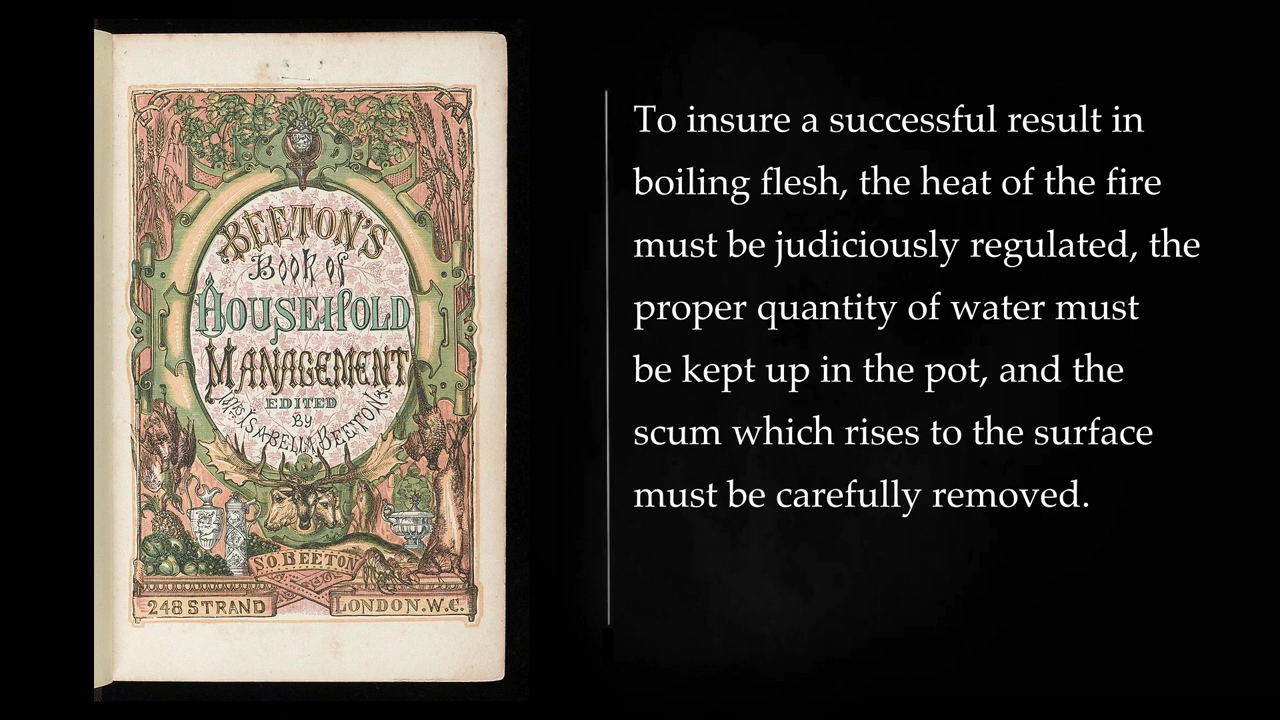 BEETON'S
Book of
HOUSEHOLD
MANAGEMENT
EDITED
By
MRS ISABELLA BEETON.
S.O. BEETON
248 STRAND
LONDON.W.C.
To insure a successful result in
boiling flesh, the heat of the fire
must be judiciously regulated, the
proper quantity of water must
be kept up in the pot, and the
scum which rises to the surface
must be carefully removed.